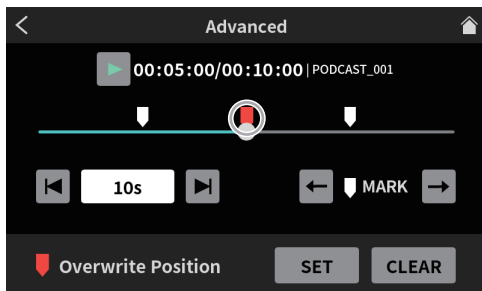 Advanced
00:05:00/00:10:00 | PODCAST_001
10s
MARK
Overwrite Position
SET
CLEAR